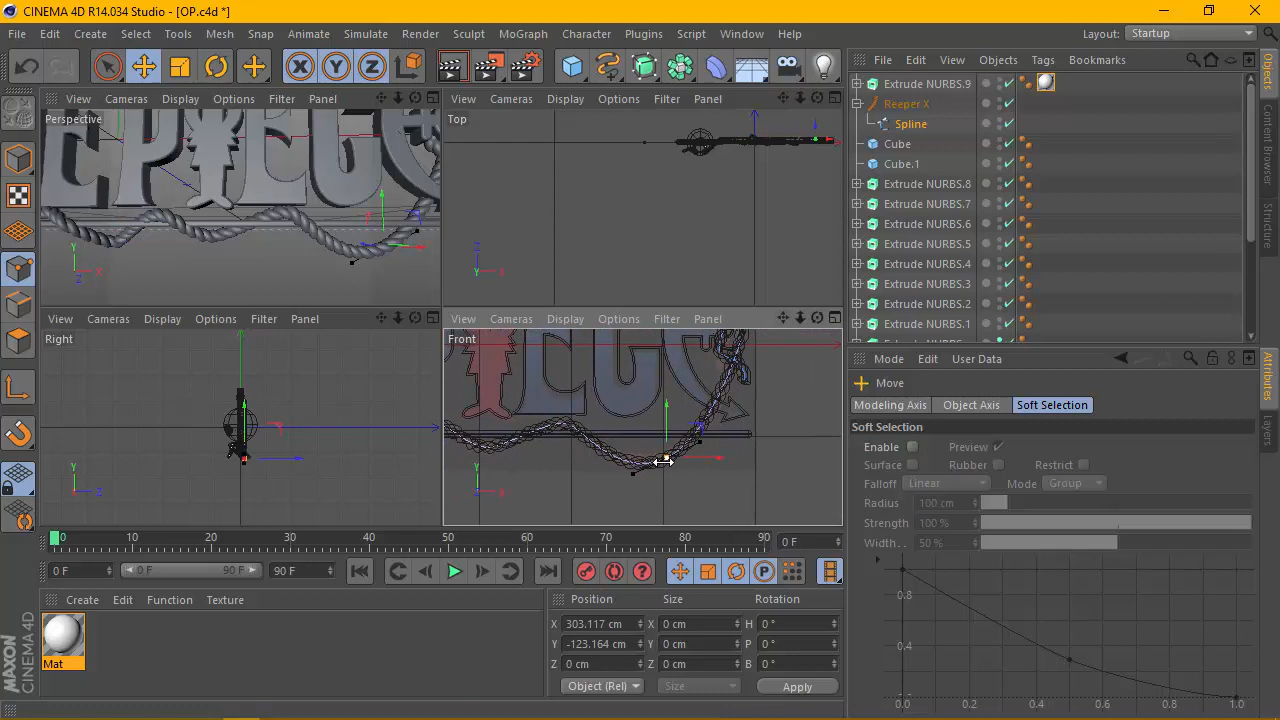 CINEMA 4D R14.034 Studio - [OP.c4d *]
File Edit Create Select Tools Mesh Snap Animate Simulate Render Sculpt MoGraph Character Plugins Script Window Help Layout: Startup
X Y Z
File Edit View Objects Tags Bookmarks
View Cameras Display Options Filter Panel
View Cameras Display Options Filter Panel
Perspective
Top
View Cameras Display Options Filter Panel
View Cameras Display Options Filter Panel
Right
Front
Extrude NURBS.9
Reeper X
Spline
Cube
Cube.1
Extrude NURBS.8
Extrude NURBS.7
Extrude NURBS.6
Extrude NURBS.5
Extrude NURBS.4
Extrude NURBS.3
Extrude NURBS.2
Extrude NURBS.1
Objects
Content Browser
Structure
Mode Edit User Data
Move
Modeling Axis Object Axis Soft Selection
Soft Selection
Enable Preview
Surface Rubber Restrict
Falloff Linear Mode Group
Radius 100 cm
Strength 100 %
Width . . 50 %
0.8
0.4
0.0 0.2 0.4 0.6 0.8 1.0
Attributes
Layers
0 10 20 30 40 50 60 70 80 90 0 F
0 F 0 F 90 F 90 F
Create Edit Function Texture
Mat
Position Size Rotation
X 303.117 cm X 0 cm H 0 °
Y -123.164 cm Y 0 cm P 0 °
Z 0 cm Z 0 cm B 0 °
Object (Rel) Size Apply
MAXON
CINEMA 4D